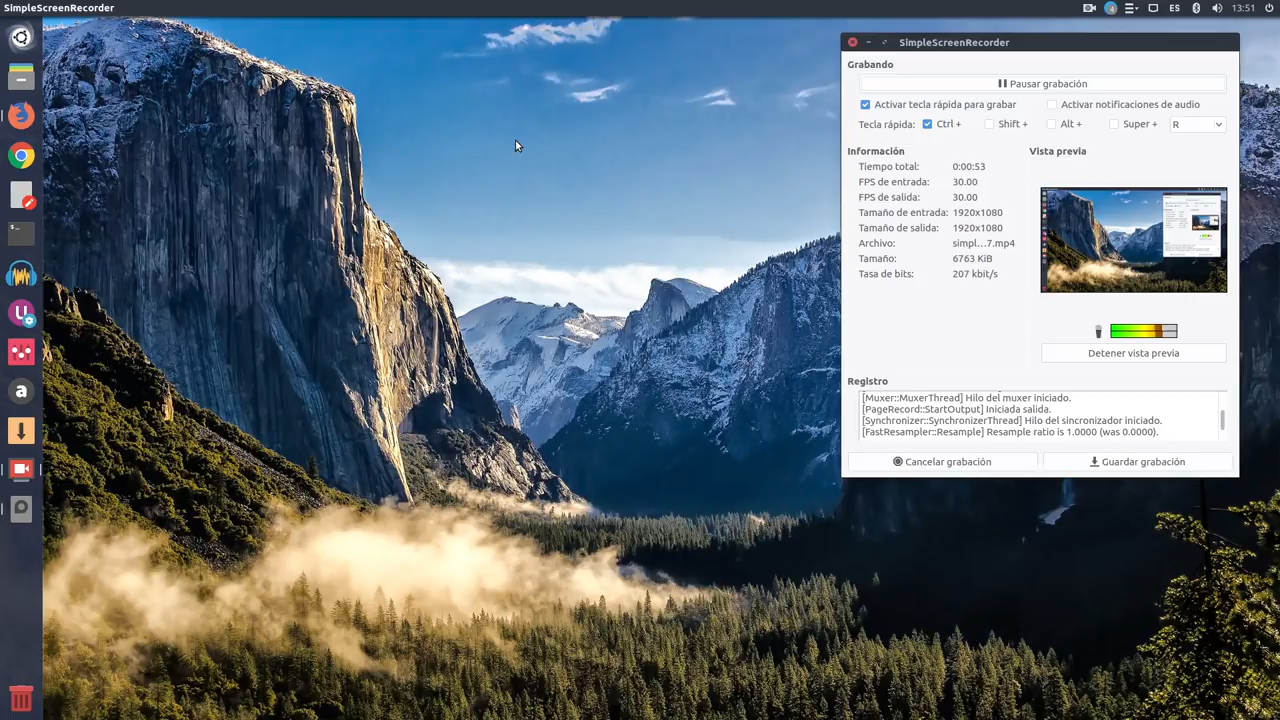 SimpleScreenRecorder
ES
13:51
SimpleScreenRecorder
Grabando
Pausar grabación
Activar tecla rápida para grabar
Activar notificaciones de audio
Tecla rápida: Ctrl + Shift + Alt + Super + R
Información
Vista previa
Tiempo total: 0:00:53
FPS de entrada: 30.00
FPS de salida: 30.00
Tamaño de entrada: 1920x1080
Tamaño de salida: 1920x1080
Archivo: simpl...7.mp4
Tamaño: 6763 KiB
Tasa de bits: 207 kbit/s
Detener vista previa
Registro
[Muxer::MuxerThread] Hilo del muxer iniciado.
[PageRecord::StartOutput] Iniciada salida.
[Synchronizer::SynchronizerThread] Hilo del sincronizador iniciado.
[FastResampler::Resample] Resample ratio is 1.0000 (was 0.0000).
Cancelar grabación
Guardar grabación
a